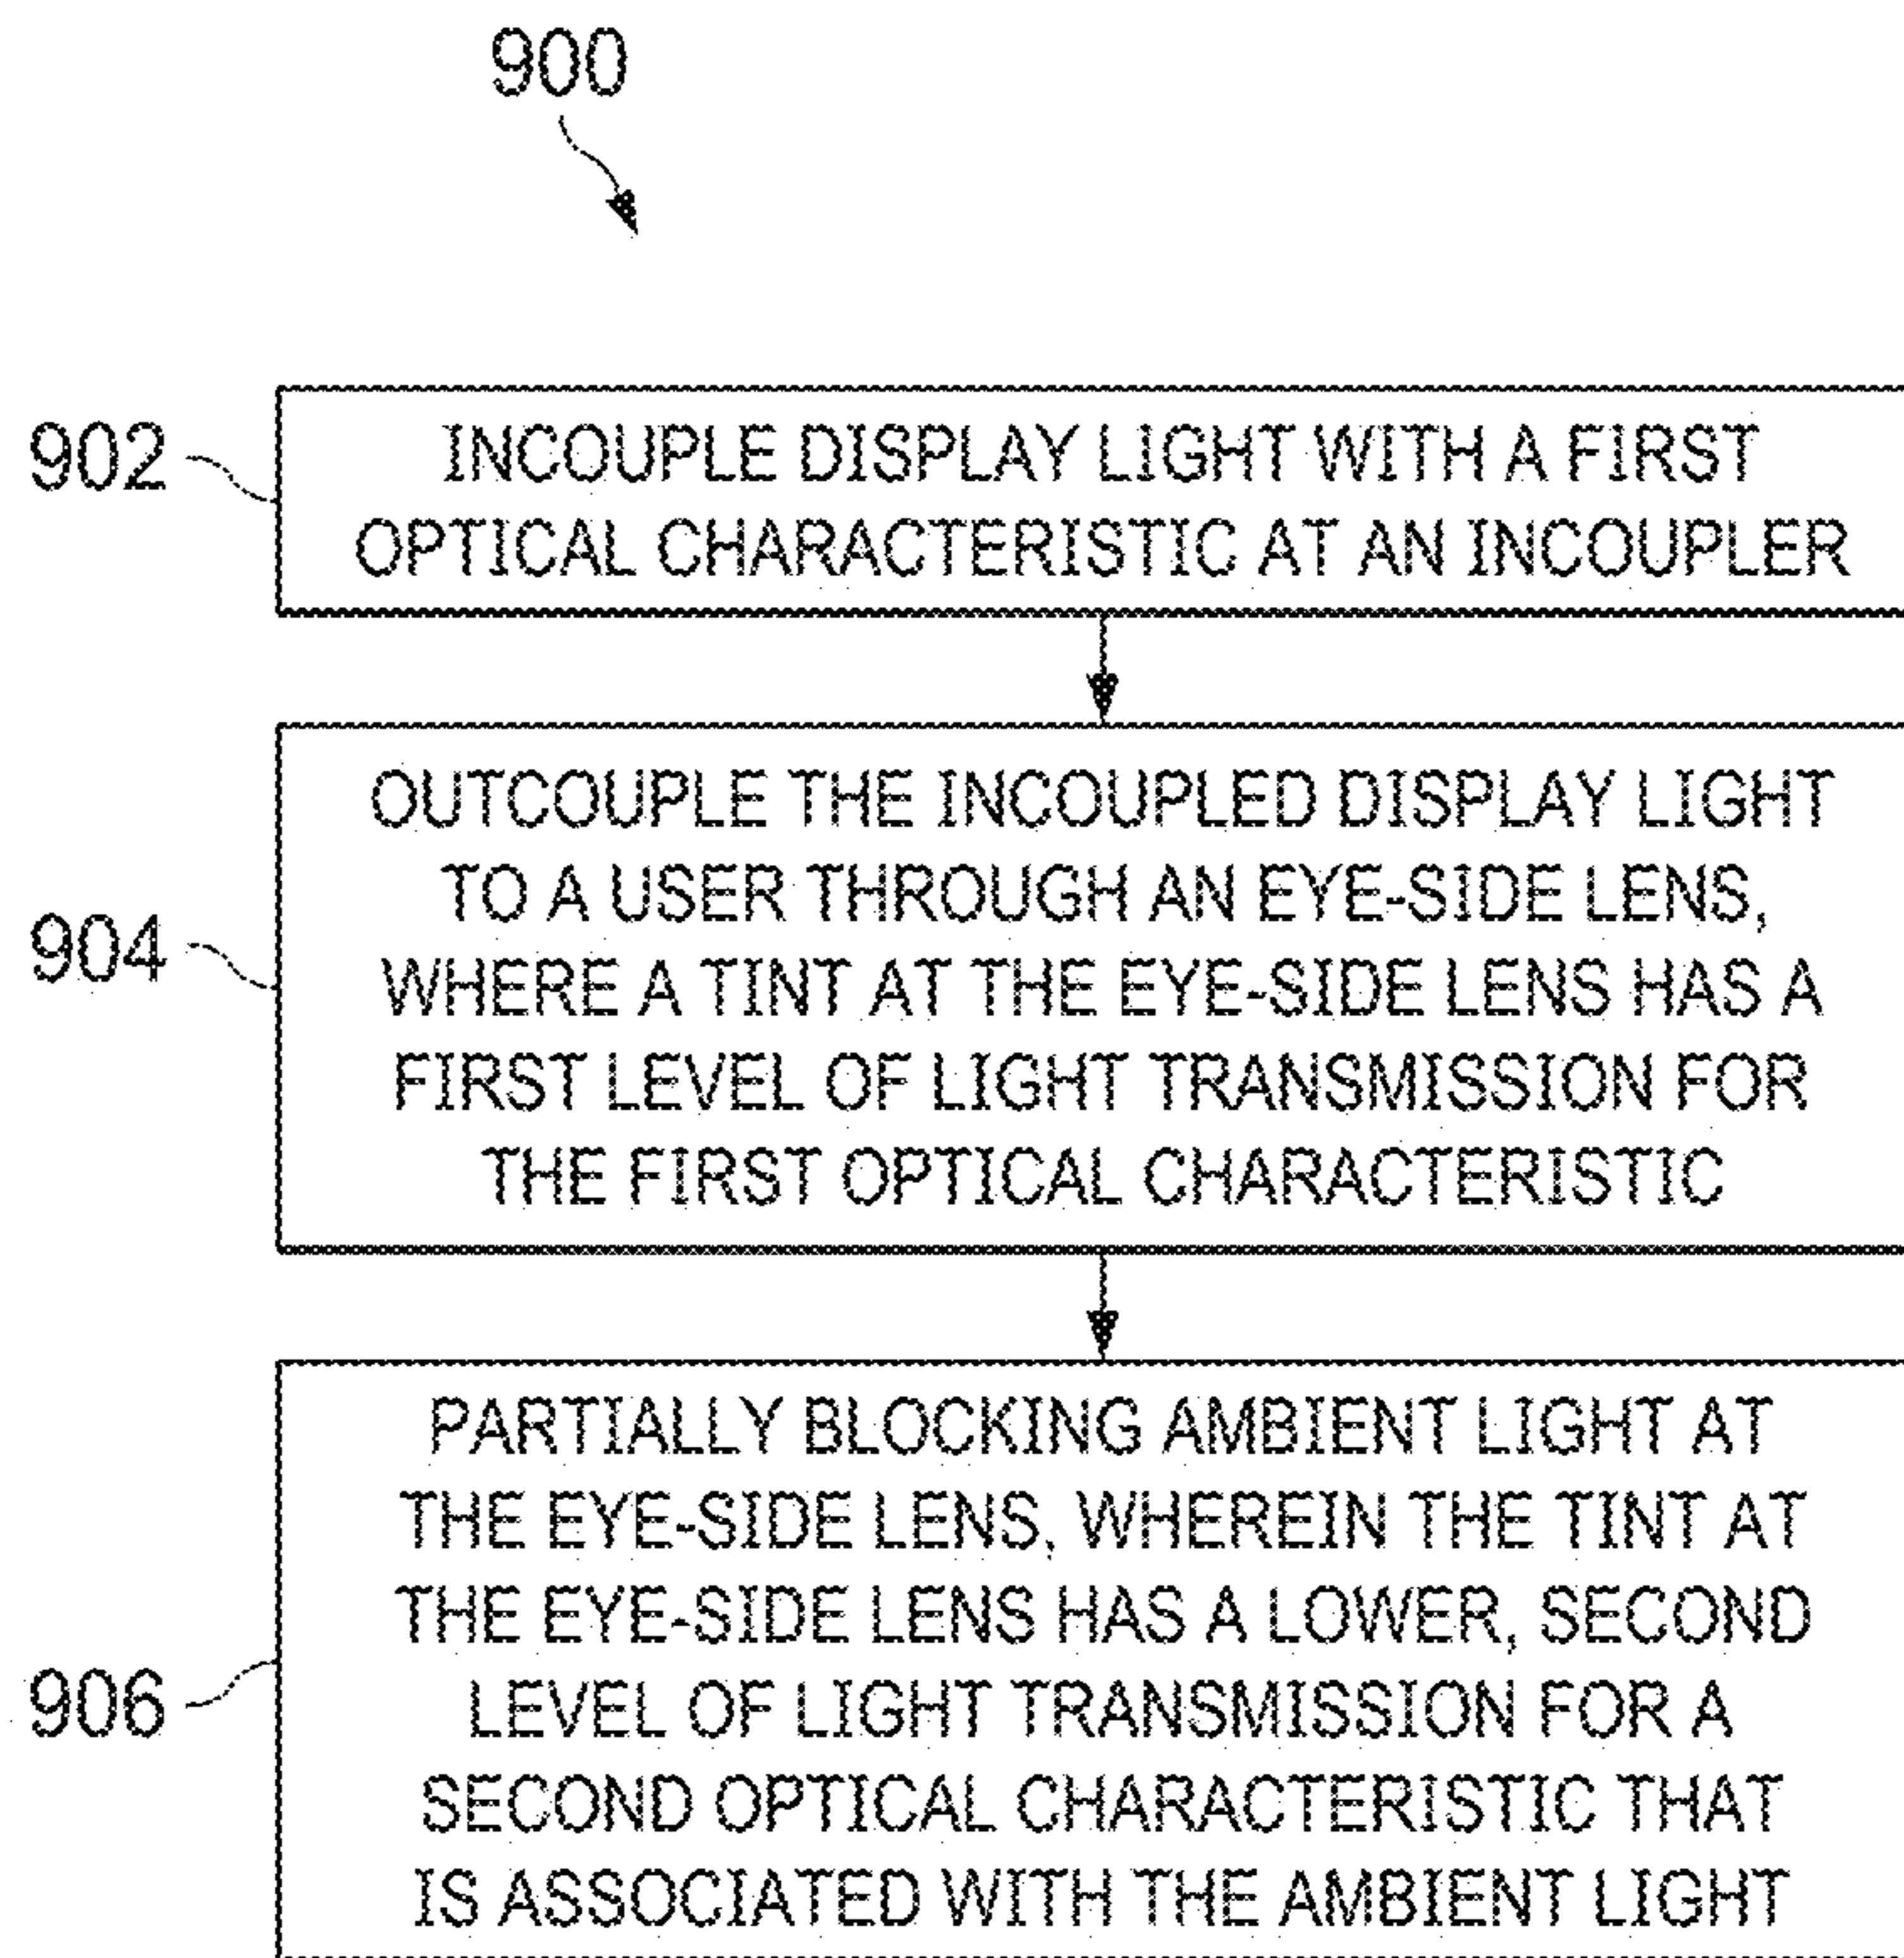 900
902
INCOUPLE DISPLAY LIGHT WITH A FIRST
OPTICAL CHARACTERISTIC AT AN INCOUPLER
904
OUTCOUPLE THE INCOUPLED DISPLAY LIGHT
TO A USER THROUGH AN EYE-SIDE LENS,
WHERE A TINT AT THE EYE-SIDE LENS HAS A
FIRST LEVEL OF LIGHT TRANSMISSION FOR
THE FIRST OPTICAL CHARACTERISTIC
906
PARTIALLY BLOCKING AMBIENT LIGHT AT
THE EYE-SIDE LENS, WHEREIN THE TINT AT
THE EYE-SIDE LENS HAS A LOWER, SECOND
LEVEL OF LIGHT TRANSMISSION FOR A
SECOND OPTICAL CHARACTERISTIC THAT
IS ASSOCIATED WITH THE AMBIENT LIGHT